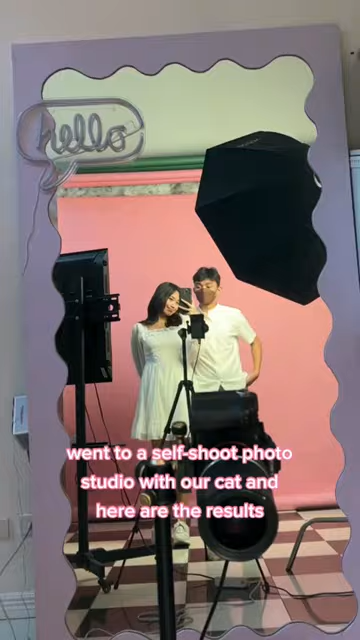 hello
went to a self-shoot photo
studio with our cat and
here are the results